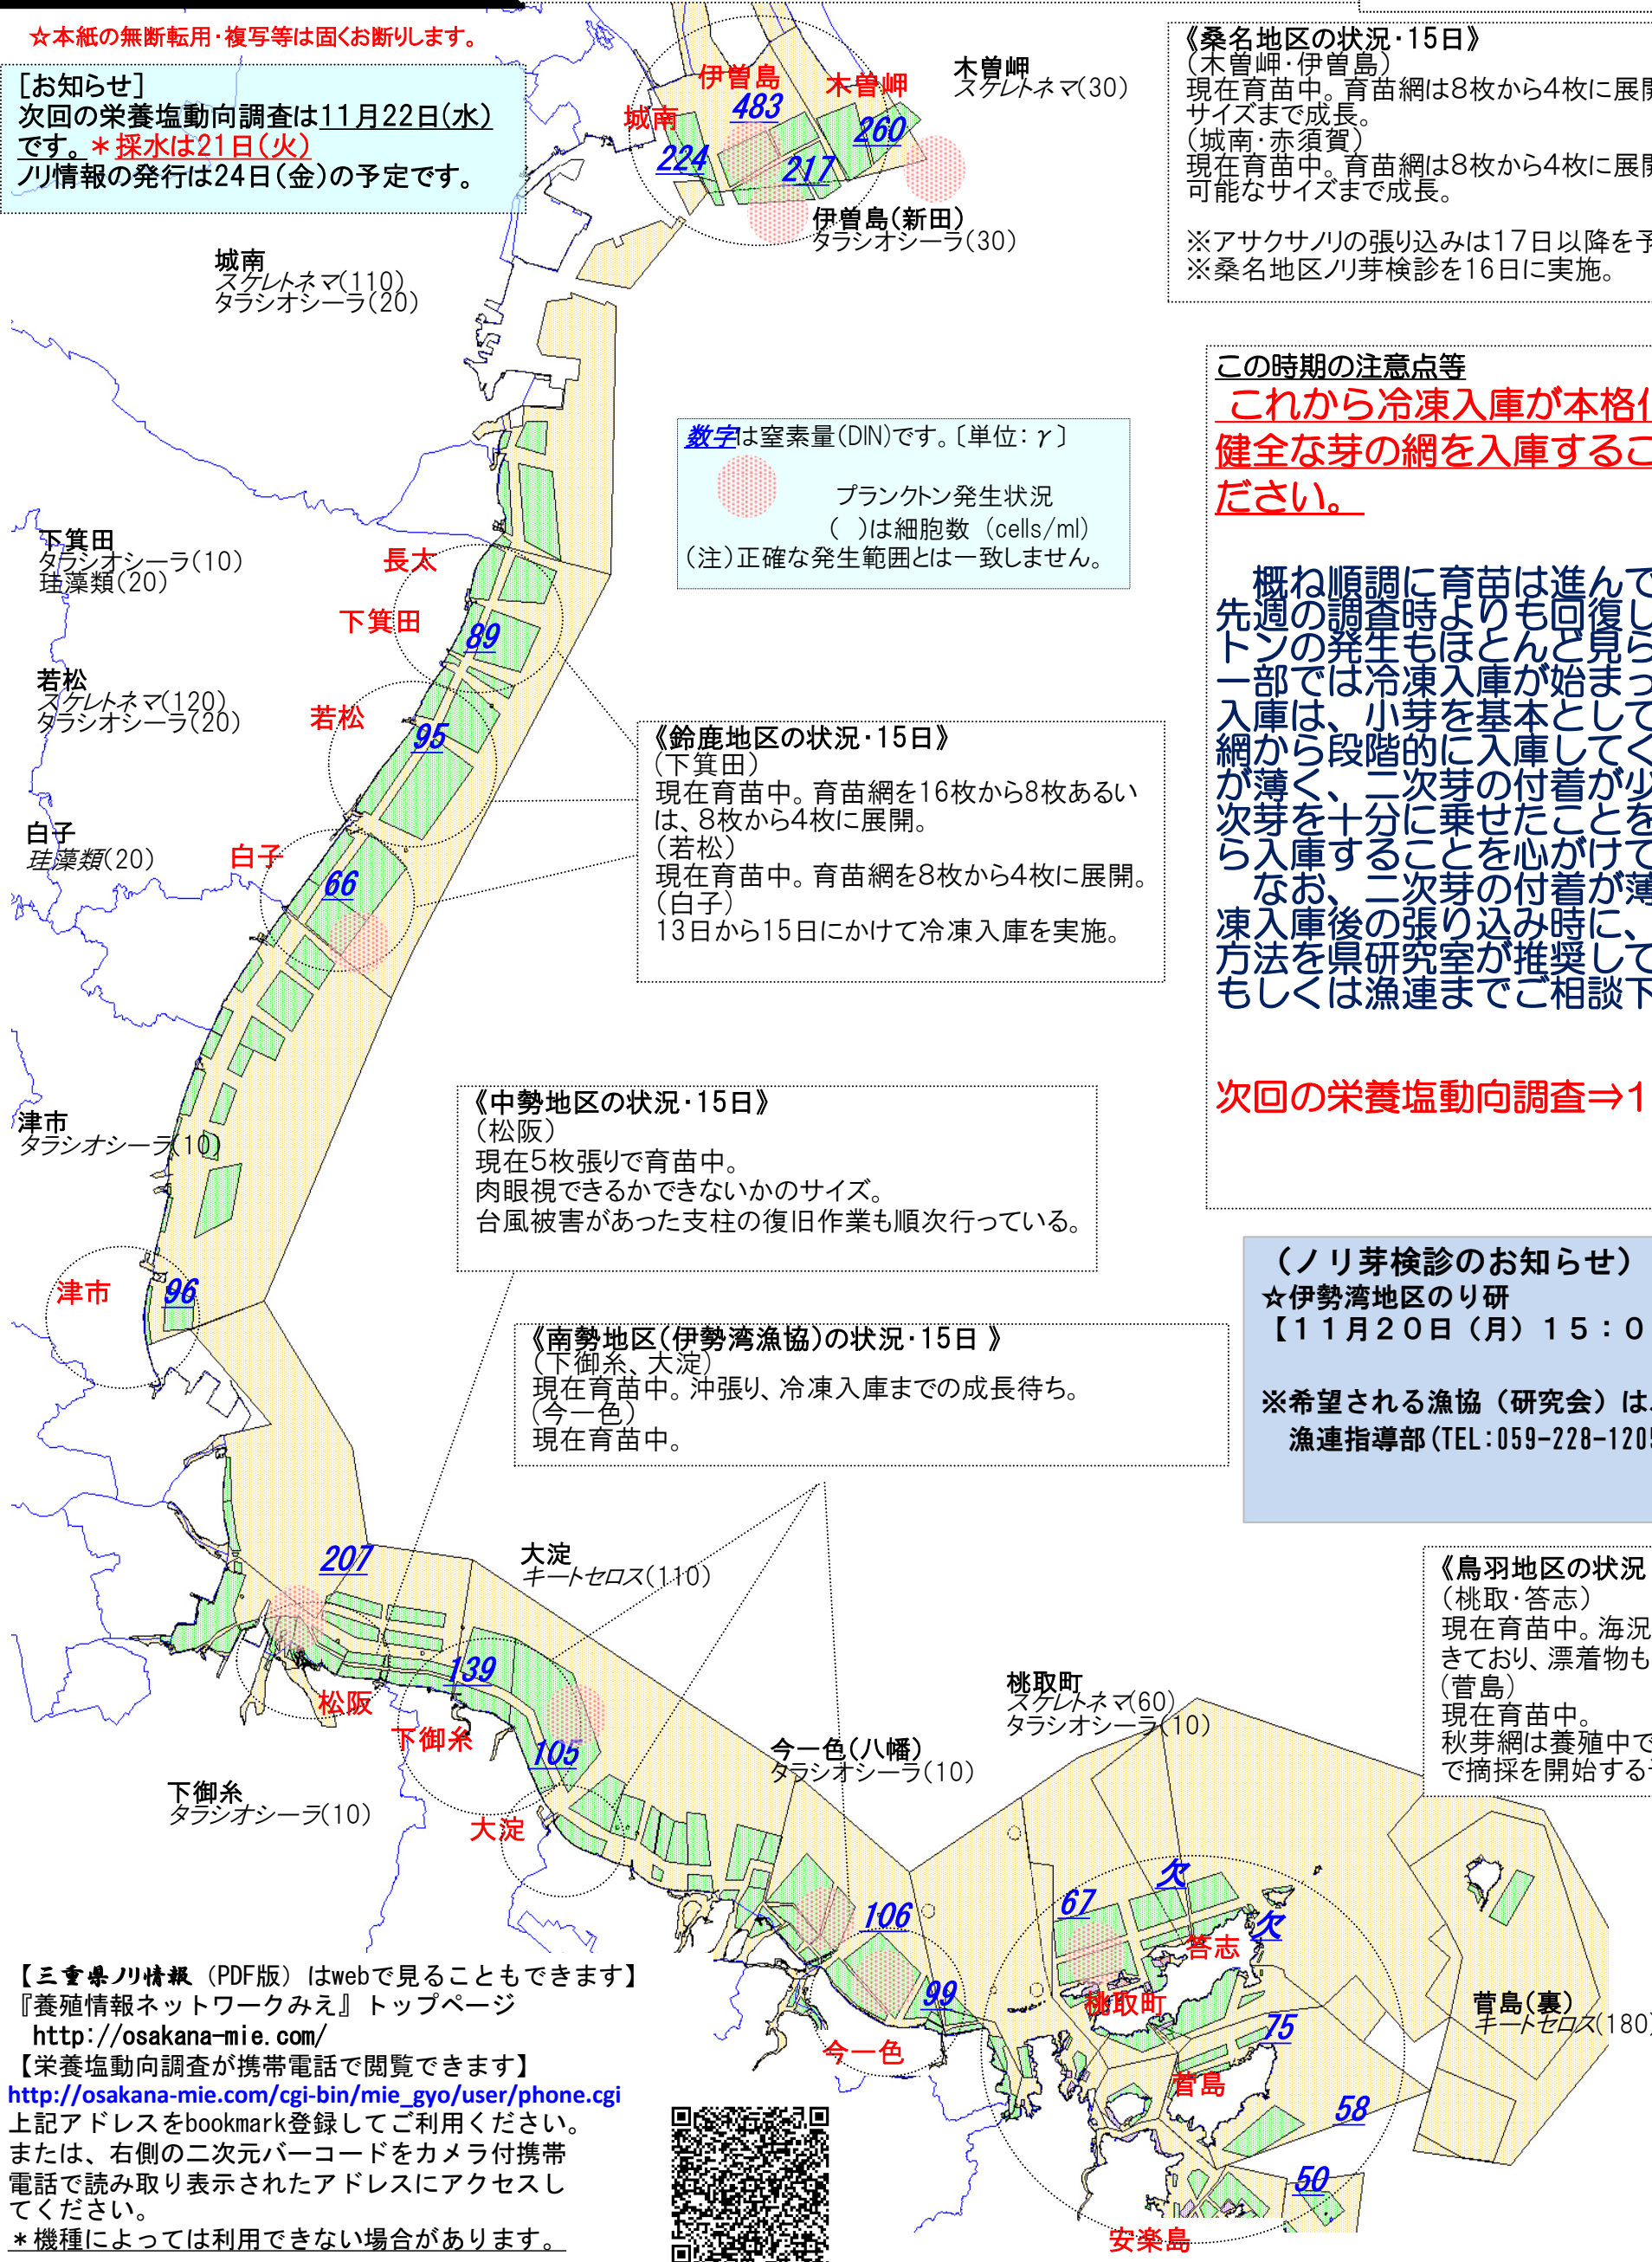 ☆本紙の無断転用・複写等は固くお断りします。
［お知らせ］
次回の栄養塩動向調査は11月22日(水)
です。＊採水は21日(火)
ノリ情報の発行は24日(金)の予定です。
伊曽島
483
木曽岬
260
城南
224
217
木曽岬
スケレトネマ(30)
伊曽島(新田)
タラシオシーラ(30)
城南
スケレトネマ(110)
タラシオシーラ(20)
《桑名地区の状況・15日》
(木曽岬・伊曽島)
現在育苗中。育苗網は8枚から4枚に展開
サイズまで成長。
(城南・赤須賀)
現在育苗中。育苗網は8枚から4枚に展開
可能なサイズまで成長。
※アサクサノリの張り込みは17日以降を予
※桑名地区ノリ芽検診を16日に実施。
この時期の注意点等
これから冷凍入庫が本格化
健全な芽の網を入庫するこ
ださい。
概ね順調に育苗は進んで
先週の調査時よりも回復し
トンの発生もほとんど見ら
一部では冷凍入庫が始まっ
入庫は、小芽を基本として
網から段階的に入庫してく
が薄く、二次芽の付着が少
次芽を十分に乗せたことを
ら入庫することを心がけて
なお、二次芽の付着が薄
凍入庫後の張り込み時に、
方法を県研究室が推奨して
もしくは漁連までご相談下
次回の栄養塩動向調査⇒1
数字は窒素量(DIN)です。〔単位：γ〕
プランクトン発生状況
( )は細胞数 (cells/ml)
(注)正確な発生範囲とは一致しません。
下箕田
タラシオシーラ(10)
珪藻類(20)
長太
下箕田
89
若松
スケレトネマ(120)
タラシオシーラ(20)
若松
95
白子
珪藻類(20)
白子
66
《鈴鹿地区の状況・15日》
(下箕田)
現在育苗中。育苗網を16枚から8枚あるい
は、8枚から4枚に展開。
(若松)
現在育苗中。育苗網を8枚から4枚に展開。
(白子)
13日から15日にかけて冷凍入庫を実施。
津市
タラシオシーラ(10)
津市
96
《中勢地区の状況・15日》
(松阪)
現在5枚張りで育苗中。
肉眼視できるかできないかのサイズ。
台風被害があった支柱の復旧作業も順次行っている。
《南勢地区(伊勢湾漁協)の状況・15日 》
(下御糸、大淀)
現在育苗中。沖張り、冷凍入庫までの成長待ち。
(今一色)
現在育苗中。
（ノリ芽検診のお知らせ）
☆伊勢湾地区のり研
【１１月２０日（月）１５：０
※希望される漁協（研究会）は
漁連指導部(TEL:059-228-1205
207
松阪
大淀
キートセロス(110)
139
下御糸
105
大淀
下御糸
タラシオシーラ(10)
今一色(八幡)
タラシオシーラ(10)
106
99
今一色
桃取町
スケレトネマ(60)
タラシオシーラ(10)
《鳥羽地区の状況
(桃取・答志)
現在育苗中。海況
きており、漂着物も
(菅島)
現在育苗中。
秋芽網は養殖中で
で摘採を開始する
67
欠
欠
答志
桃取町
75
菅島
58
50
安楽島
菅島(裏)
キートセロス(180)
【三重県ノリ情報（PDF版）はwebで見ることもできます】
『養殖情報ネットワークみえ』トップページ
http://osakana-mie.com/
【栄養塩動向調査が携帯電話で閲覧できます】
http://osakana-mie.com/cgi-bin/mie_gyo/user/phone.cgi
上記アドレスをbookmark登録してご利用ください。
または、右側の二次元バーコードをカメラ付携帯
電話で読み取り表示されたアドレスにアクセスし
てください。
＊機種によっては利用できない場合があります。